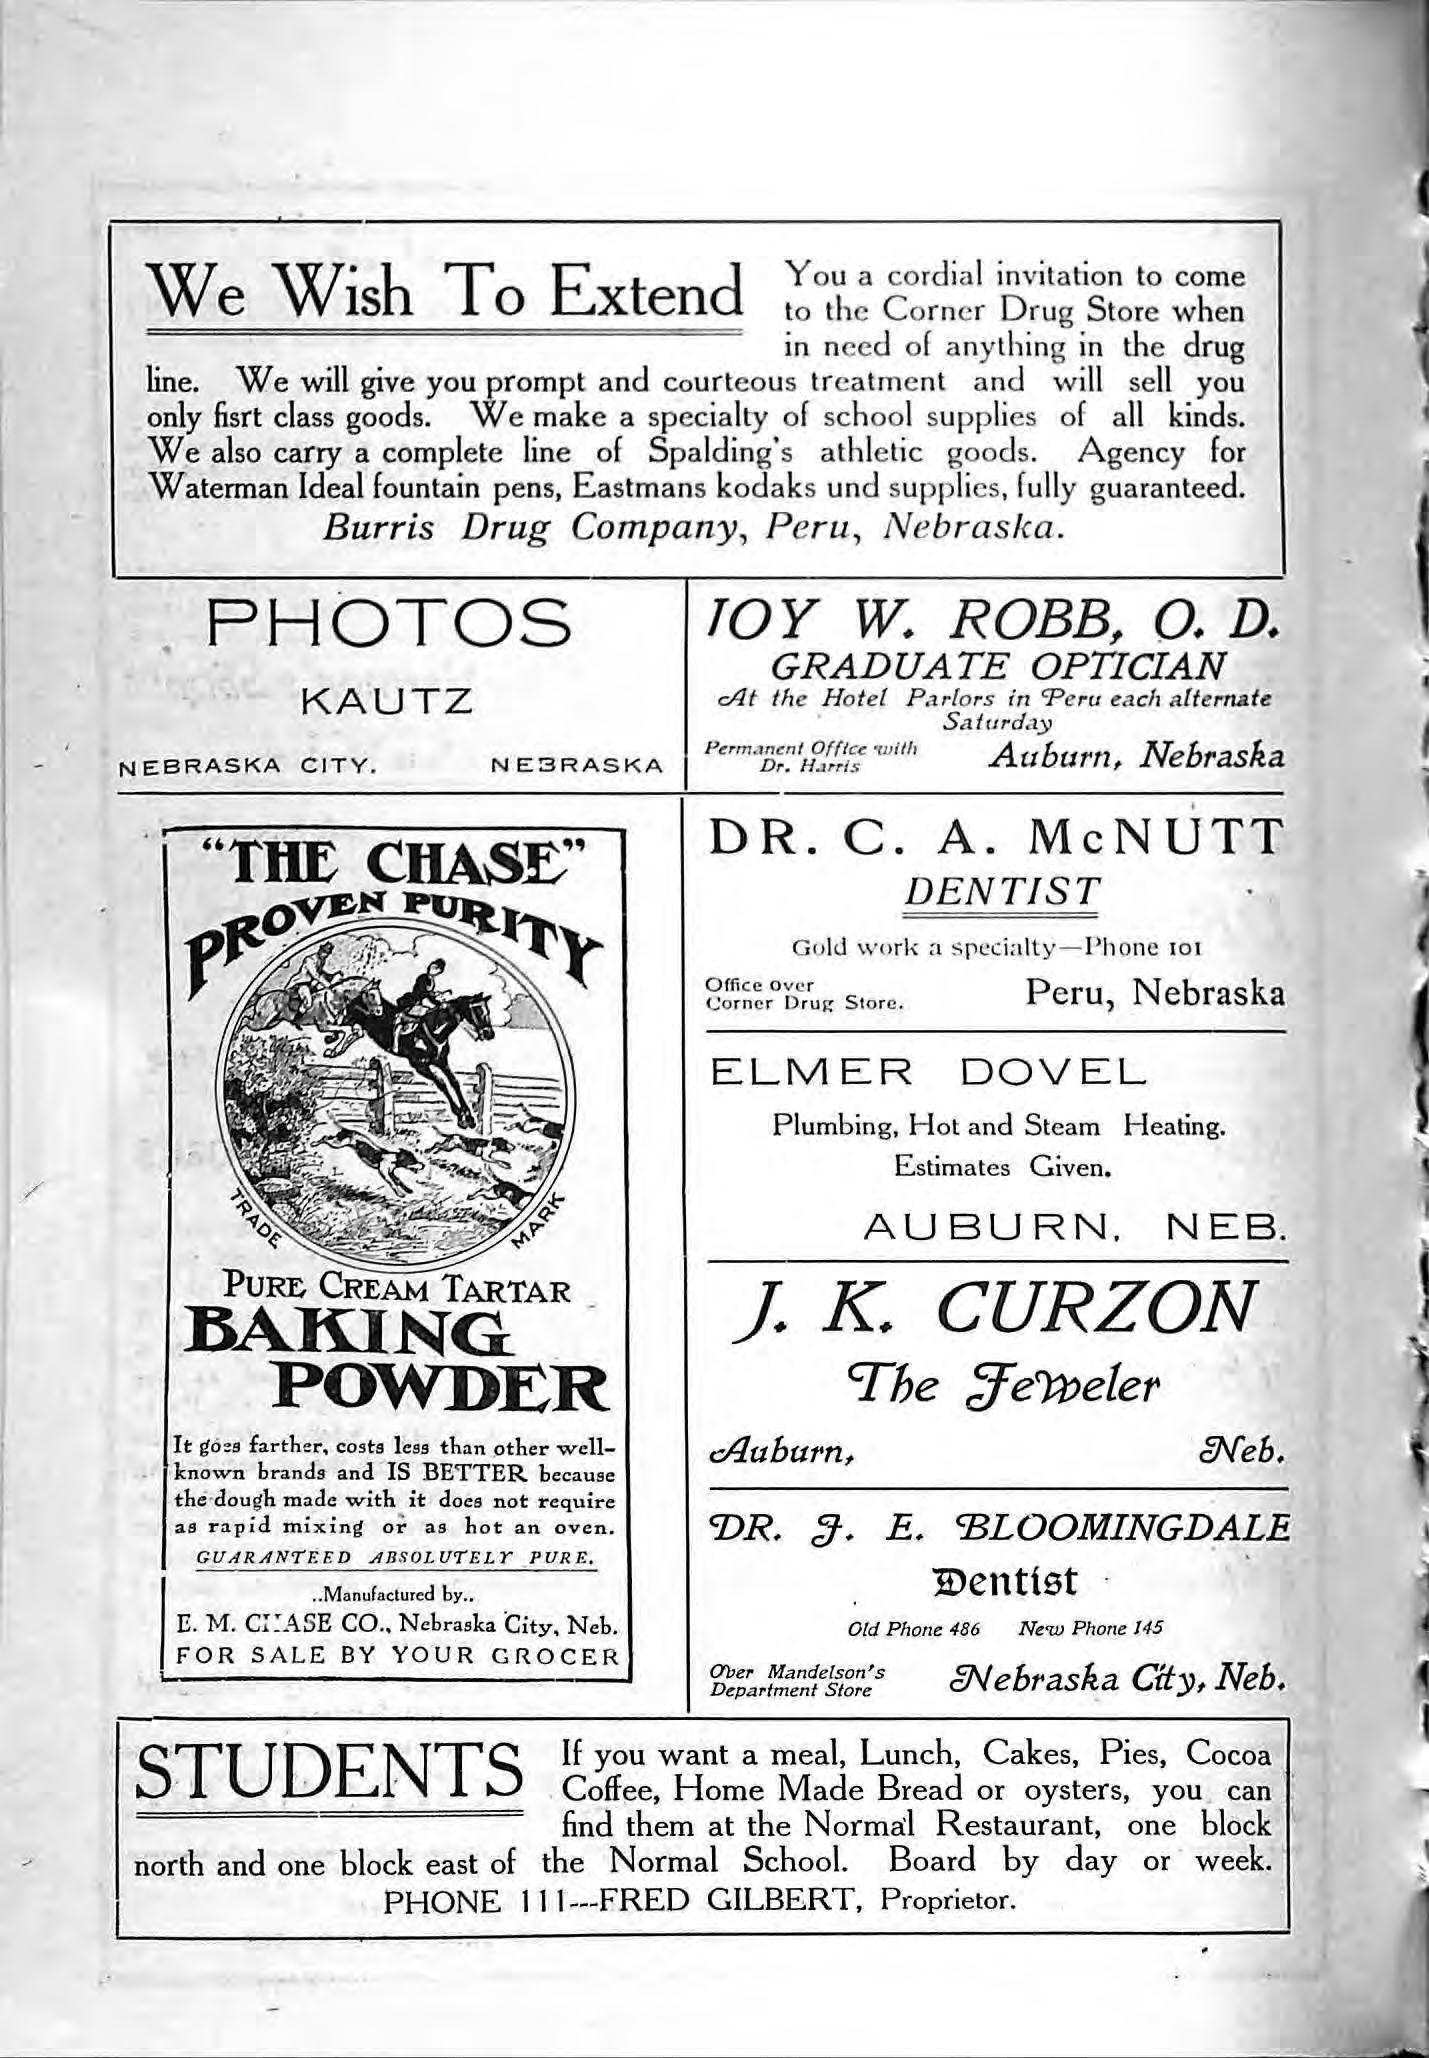 We Wish To Extend
You a cordial invitation to come
to the Corner Drug Store when
in need of anything in the drug
line. We will give you prompt and courteous treatment and will sell you
only fisrt class goods. We make a specialty of school supplies of all kinds.
We also carry a complete line of Spalding's athletic goods. Agency for
Waterman Ideal fountain pens, Eastmans kodaks und supplies, fully guaranteed.
Burris Drug Company, Peru, Nebraska.
PHOTOS
KAUTZ
NEBRASKA CITY. NEBRASKA
JOY W. ROBB, O. D.
GRADUATE OPTICIAN
At the Hotel Parlors in Peru each alternate
Saturday
Permanent Office with
Dr. Harris
Auburn, Nebraska
"THE CHASE"
PROVEN PURITY
TRADE MARK
PURE CREAM TARTAR
BAKING
POWDER
It goes farther, costs less than other well-
known brands and IS BETTER because
the dough made with it does not require
as rapid mixing or as hot an oven.
GUARANTEED ABSOLUTELY PURE.
..Manufactured by..
E. M. CHASE CO., Nebraska City, Neb.
FOR SALE BY YOUR GROCER
DR. C. A. McNUTT
DENTIST
Gold work a specialty—Phone 101
Office over
Corner Drug Store.
Peru, Nebraska
ELMER DOVEL
Plumbing, Hot and Steam Heating.
Estimates Given.
AUBURN, NEB.
J. K. CURZON
The Jeweler
Auburn, Neb.
DR. J. E. BLOOMINGDALE
Dentist
Old Phone 486 New Phone 145
Over Mandelson's
Department Store
Nebraska City, Neb.
STUDENTS
If you want a meal, Lunch, Cakes, Pies, Cocoa
Coffee, Home Made Bread or oysters, you can
find them at the Normal Restaurant, one block
north and one block east of the Normal School. Board by day or week.
PHONE 111---FRED GILBERT, Proprietor.